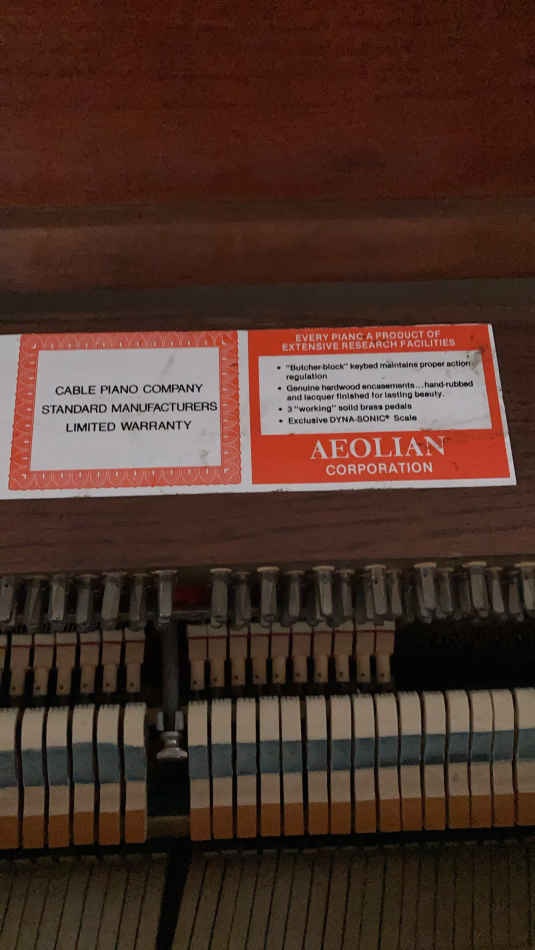 CABLE PIANO COMPANY
STANDARD MANUFACTURERS
LIMITED WARRANTY
EVERY PIANO A PRODUCT OF
EXTENSIVE RESEARCH FACILITIES
• "Butcher-block" keybed maintains proper action
regulation
• Genuine hardwood encasements...hand-rubbed
and lacquer finished for lasting beauty.
• 3 "working" solid brass pedals
• Exclusive DYNA-SONIC® Scale
AEOLIAN
CORPORATION